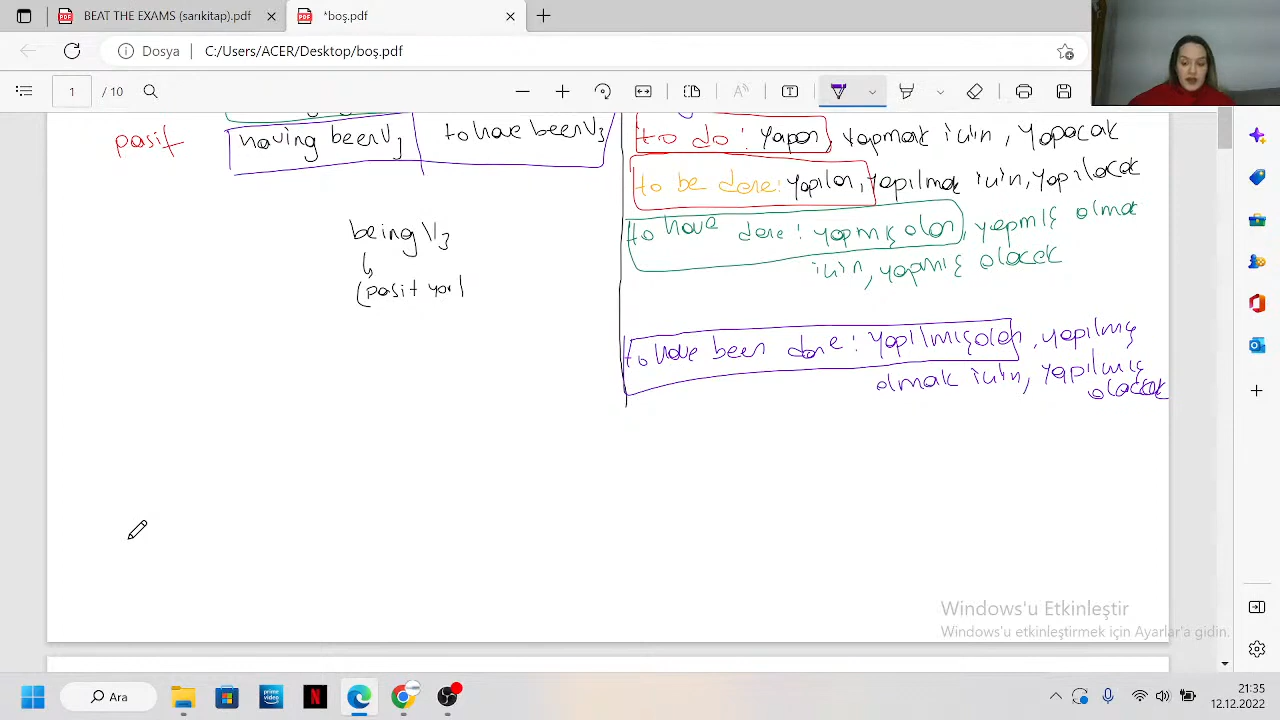 BEAT THE EXAMS (sarıkitap).pdf
*boş.pdf
Dosya
C:/Users/ACER/Desktop/boş.pdf
1 / 10
pasif
having been V3
to have been V3
being V3
(pasif
to do: yapan, yapmak için, yapacak
to be done: yapılan, yapılmak için, yapılacak
to have done: yapmış olan, yapmış olmak
için, yapmış olacak
to have been done: yapılmış olan, yapılmış
olmak için, yapılmış
olacak
Windows'u Etkinleştir
Windows'u etkinleştirmek için Ayarlar'a gidin.
Ara
prime video
N
21:35
12.12.2022